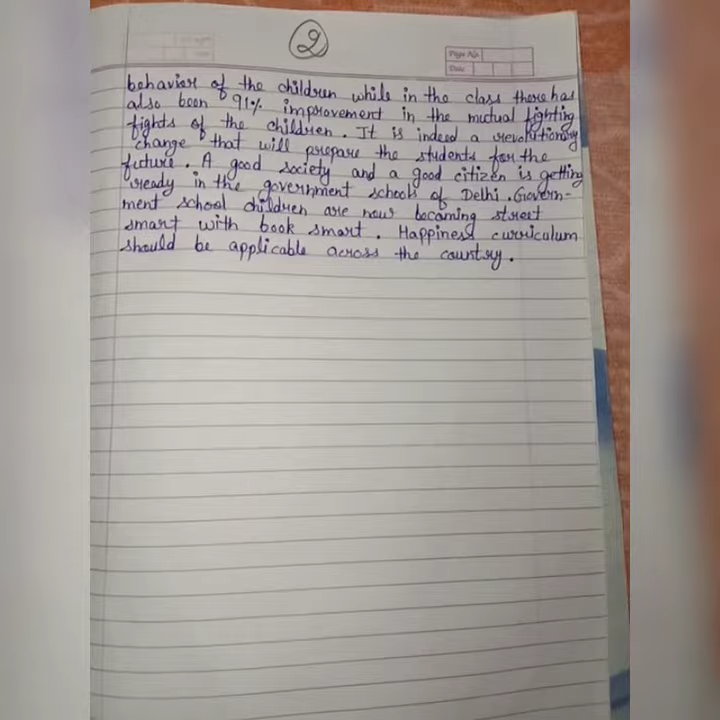 2
Page No.
Date
behavior of the children while in the class there has
also been 91% improvement in the mutual fighting
fights of the children. It is indeed a revolutionary
change that will prepare the students for the
future. A good society and a good citizen is getting
ready in the government schools of Delhi. Govern-
ment school children are now becaming street
smart with book smart. Happiness curriculum
should be applicable across the country.